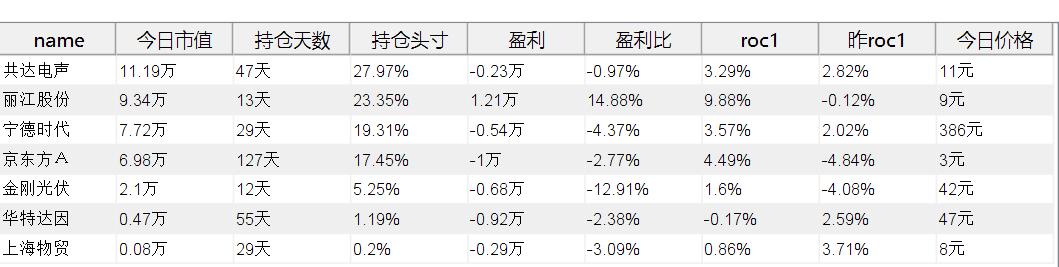 name 今日市值 持仓天数 持仓头寸 盈利 盈利比 roc1 昨roc1 今日价格
共达电声 11.19万 47天 27.97% -0.23万 -0.97% 3.29% 2.82% 11元
丽江股份 9.34万 13天 23.35% 1.21万 14.88% 9.88% -0.12% 9元
宁德时代 7.72万 29天 19.31% -0.54万 -4.37% 3.57% 2.02% 386元
京东方Ａ 6.98万 127天 17.45% -1万 -2.77% 4.49% -4.84% 3元
金刚光伏 2.1万 12天 5.25% -0.68万 -12.91% 1.6% -4.08% 42元
华特达因 0.47万 55天 1.19% -0.92万 -2.38% -0.17% 2.59% 47元
上海物贸 0.08万 29天 0.2% -0.29万 -3.09% 0.86% 3.71% 8元